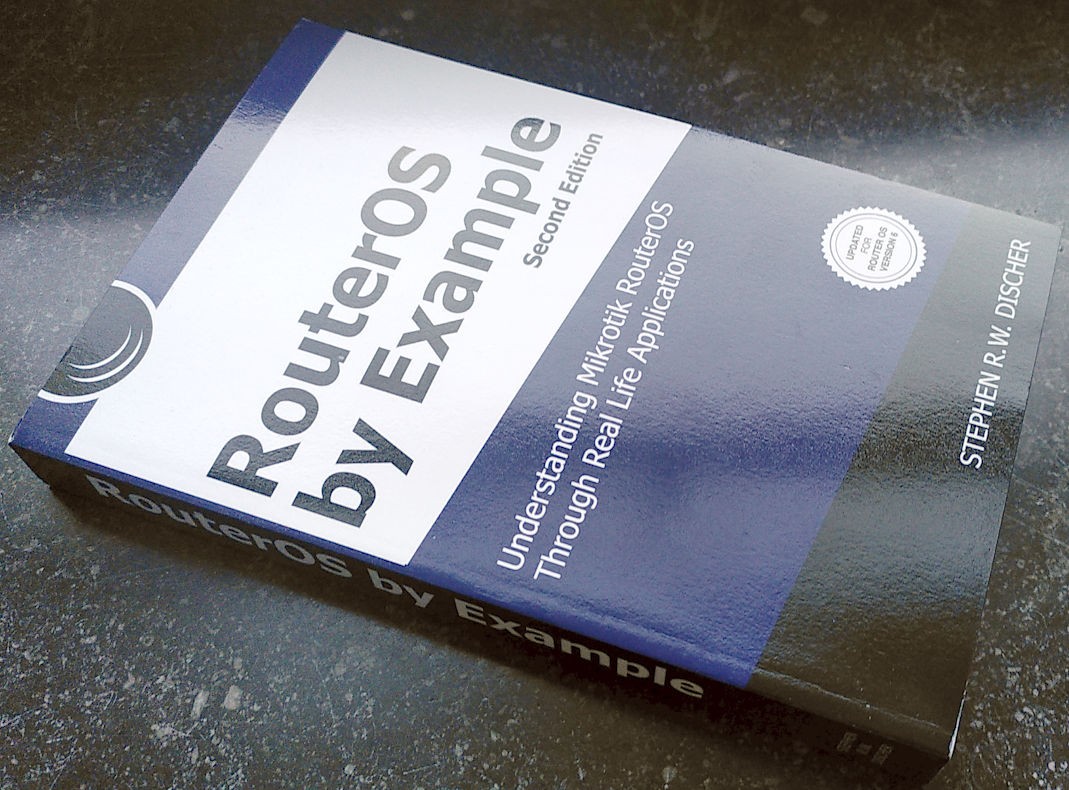 RouterOS
by Example
Second Edition
Understanding Mikrotik RouterOS
Through Real Life Applications
UPDATED
FOR
ROUTER OS
VERSION 6
STEPHEN R.W. DISCHER
RouterOS by Example